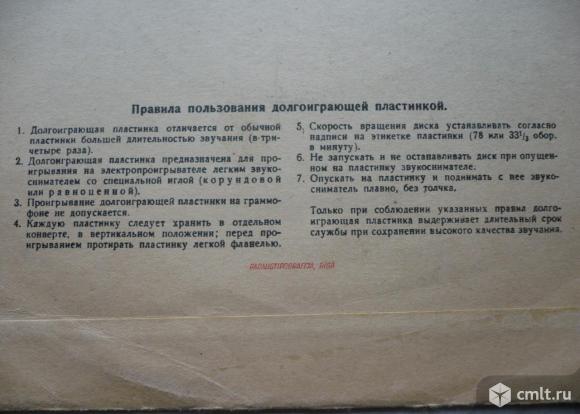 Правила пользования долгоиграющей пластинкой.
1. Долгоиграющая пластинка отличается от обычной
пластинки большей длительностью звучания (в три-
четыре раза).
2. Долгоиграющая пластинка предназначена для про-
игрывания на электропроигрывателе легким звуко-
снимателем со специальной иглой (корундовой
или равноценной).
3. Проигрывание долгоиграющей пластинки на граммо-
фоне не допускается.
4. Каждую пластинку следует хранить в отдельном
конверте, в вертикальном положении; перед про-
игрыванием протирать пластинку легкой фланелью.
5. Скорость вращения диска устанавливать согласно
надписи на этикетке пластинки (78 или 33¹/₃ обор.
в минуту).
6. Не запускать и не останавливать диск при опущен-
ном на пластинку звукоснимателе.
7. Опускать на пластинку и поднимать с нее звуко-
сниматель плавно, без толчка.
Только при соблюдении указанных правил долго-
играющая пластинка выдерживает длительный срок
службы при сохранении высокого качества звучания.
cmlt.ru